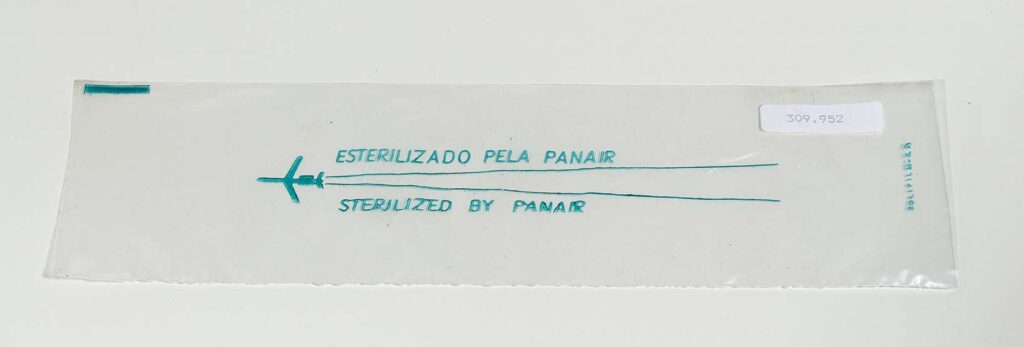 309.952
ESTERILIZADO PELA PANAIR
STERILIZED BY PANAIR